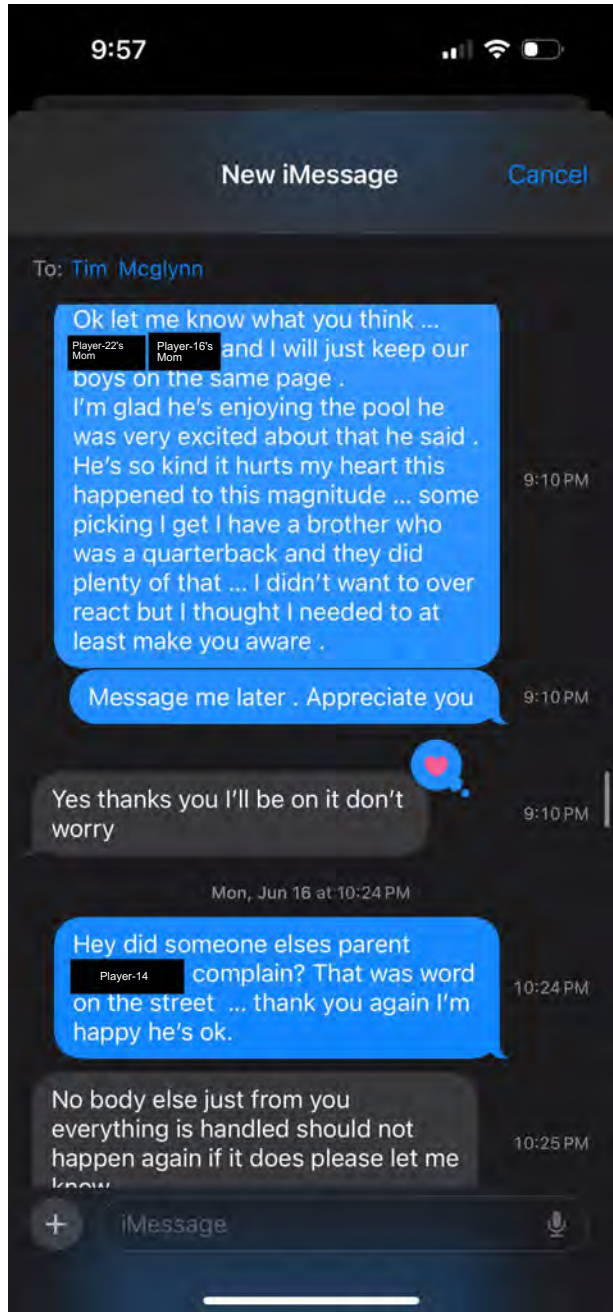 9:57
New iMessage
Cancel
To: Tim Mcglynn
Ok let me know what you think ...
Player-22's Mom Player-16's Mom and I will just keep our
boys on the same page .
I'm glad he's enjoying the pool he
was very excited about that he said .
He's so kind it hurts my heart this
happened to this magnitude ... some
picking I get I have a brother who
was a quarterback and they did
plenty of that ... I didn't want to over
react but I thought I needed to at
least make you aware .
9:10 PM
Message me later . Appreciate you
9:10 PM
Yes thanks you I'll be on it don't
worry
9:10 PM
Mon, Jun 16 at 10:24 PM
Hey did someone elses parent
Player-14 complain? That was word
on the street ... thank you again I'm
happy he's ok.
10:24 PM
No body else just from you
everything is handled should not
happen again if it does please let me
know
10:25 PM
iMessage